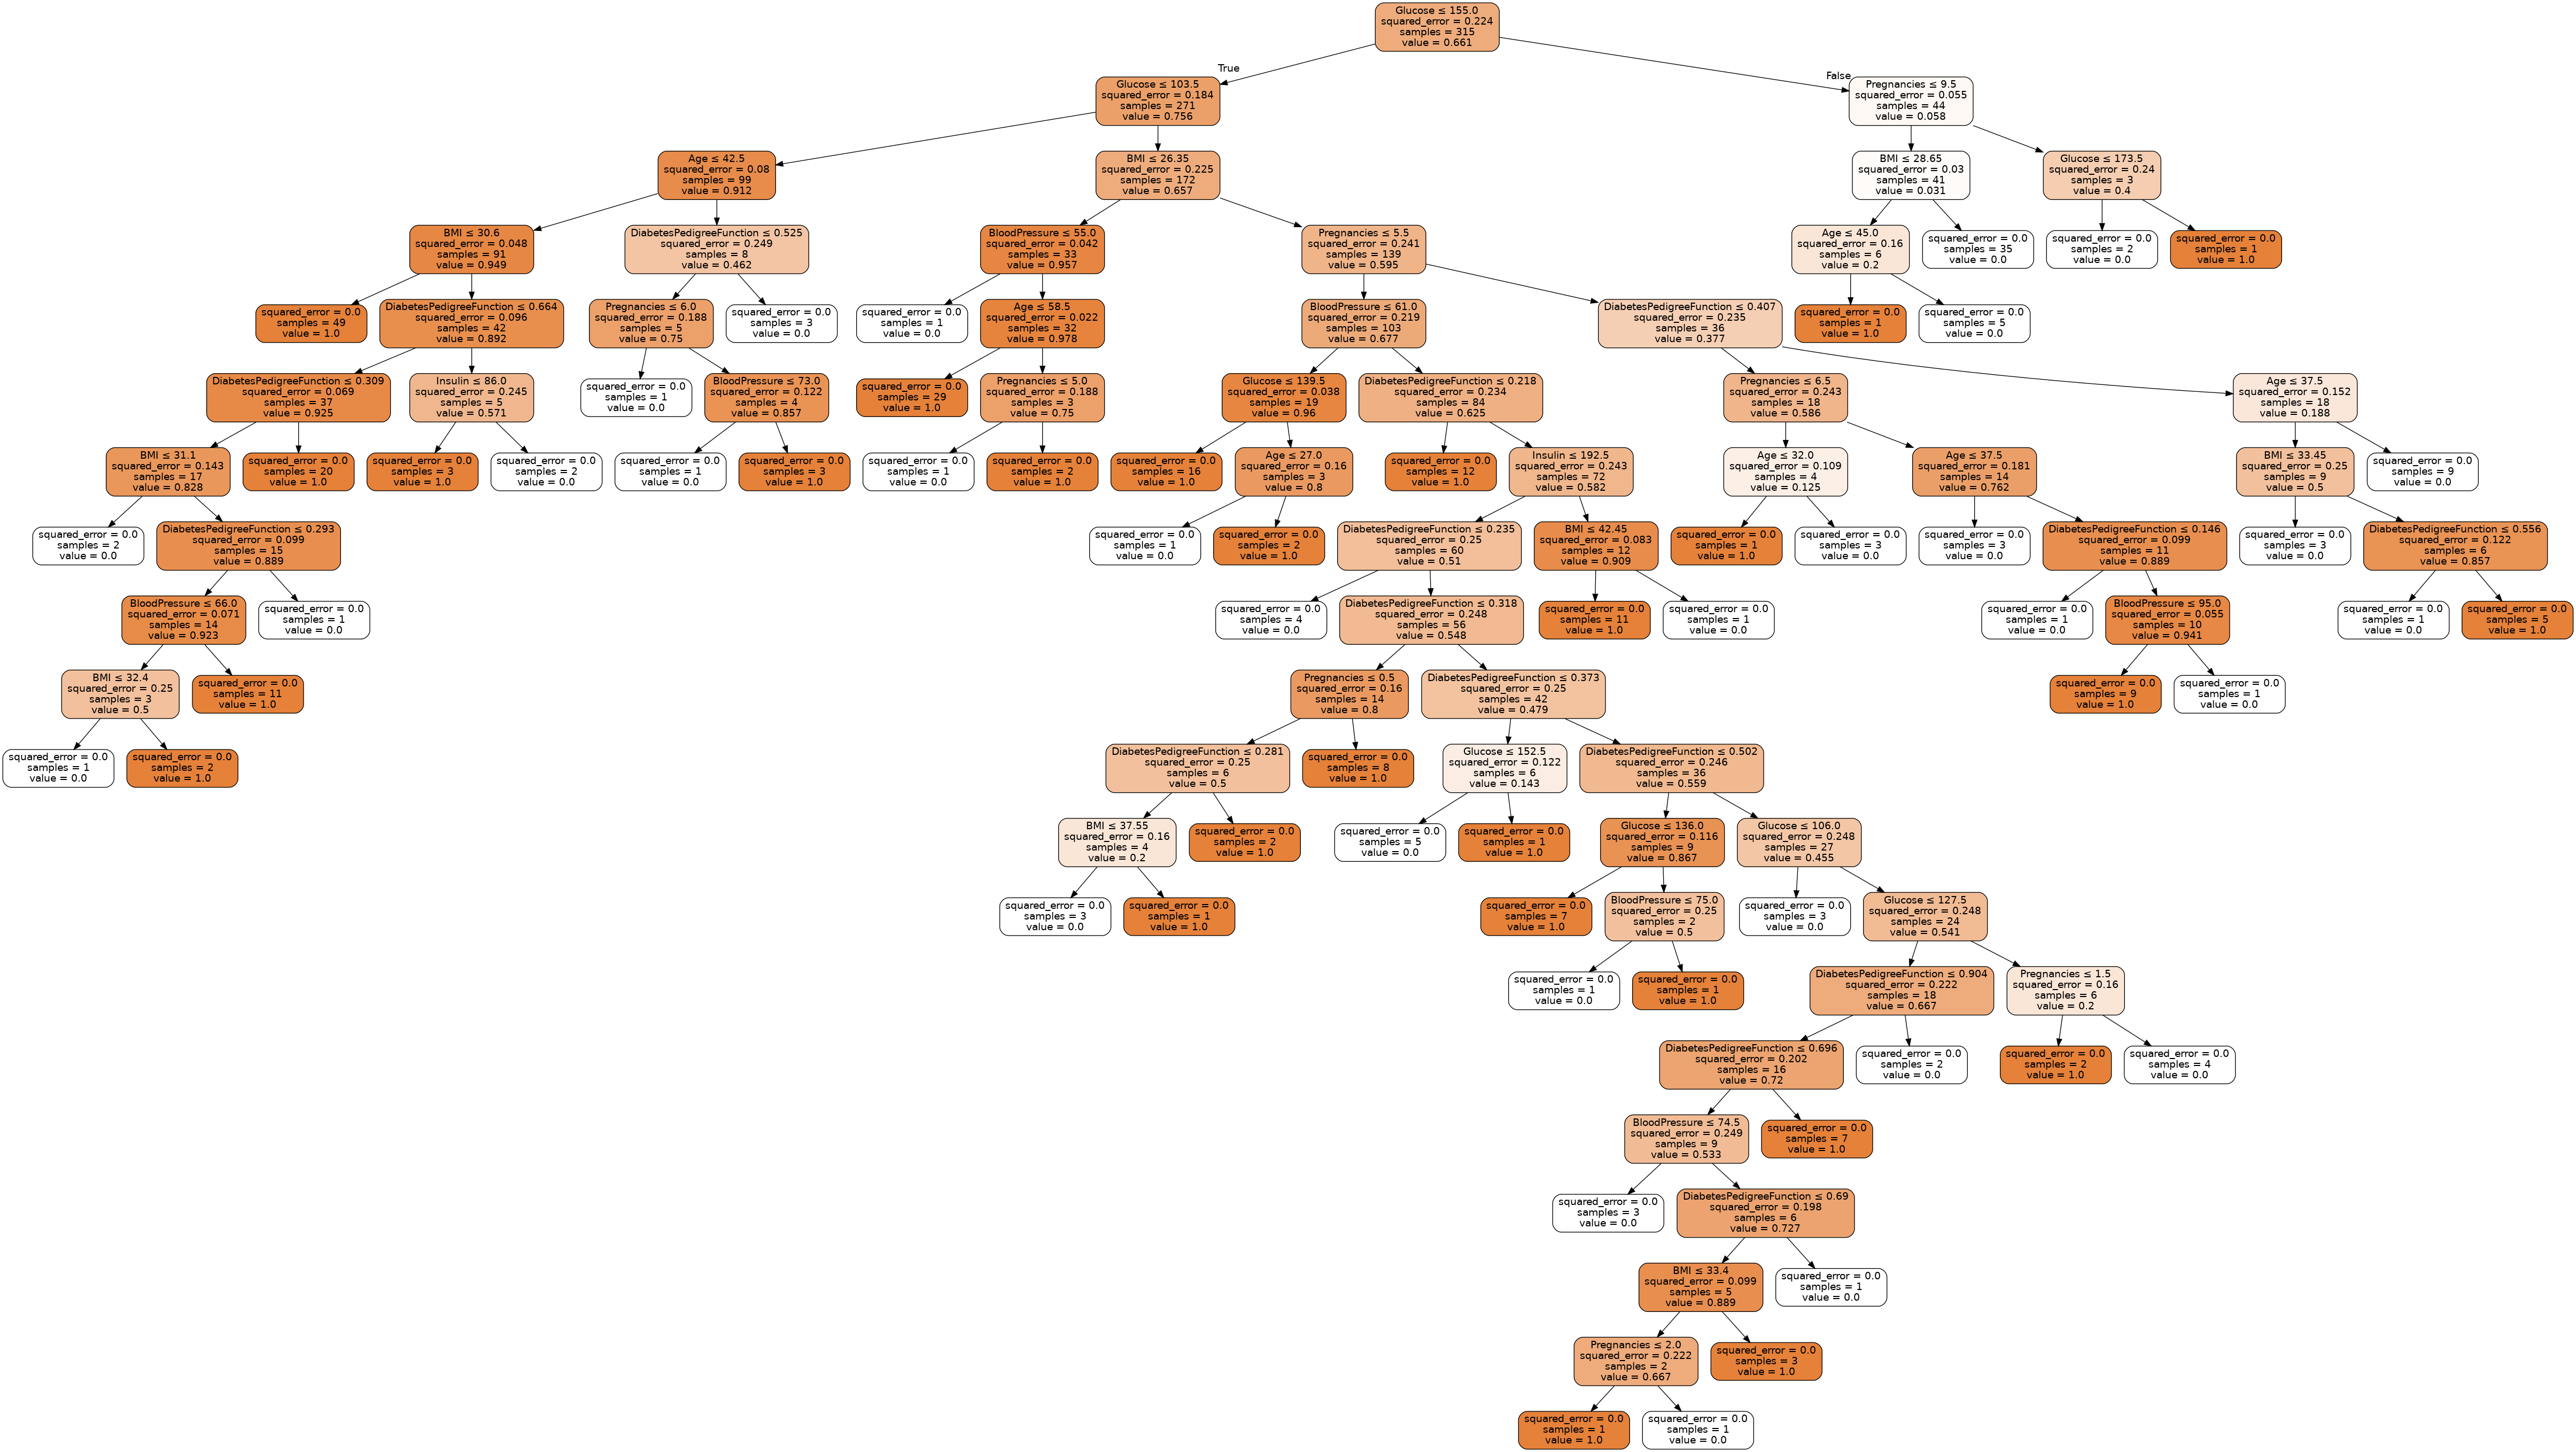 Glucose ≤ 155.0
squared_error = 0.224
samples = 315
value = 0.661
True
False
Glucose ≤ 103.5
squared_error = 0.184
samples = 271
value = 0.756
Pregnancies ≤ 9.5
squared_error = 0.055
samples = 44
value = 0.058
Age ≤ 42.5
squared_error = 0.08
samples = 99
value = 0.912
BMI ≤ 26.35
squared_error = 0.225
samples = 172
value = 0.657
BMI ≤ 28.65
squared_error = 0.03
samples = 41
value = 0.031
Glucose ≤ 173.5
squared_error = 0.24
samples = 3
value = 0.4
BMI ≤ 30.6
squared_error = 0.048
samples = 91
value = 0.949
DiabetesPedigreeFunction ≤ 0.525
squared_error = 0.249
samples = 8
value = 0.462
BloodPressure ≤ 55.0
squared_error = 0.042
samples = 33
value = 0.957
Pregnancies ≤ 5.5
squared_error = 0.241
samples = 139
value = 0.595
Age ≤ 45.0
squared_error = 0.16
samples = 6
value = 0.2
squared_error = 0.0
samples = 35
value = 0.0
squared_error = 0.0
samples = 2
value = 0.0
squared_error = 0.0
samples = 1
value = 1.0
squared_error = 0.0
samples = 49
value = 1.0
DiabetesPedigreeFunction ≤ 0.664
squared_error = 0.096
samples = 42
value = 0.892
Pregnancies ≤ 6.0
squared_error = 0.188
samples = 5
value = 0.75
squared_error = 0.0
samples = 3
value = 0.0
squared_error = 0.0
samples = 1
value = 0.0
Age ≤ 58.5
squared_error = 0.022
samples = 32
value = 0.978
BloodPressure ≤ 61.0
squared_error = 0.219
samples = 103
value = 0.677
DiabetesPedigreeFunction ≤ 0.407
squared_error = 0.235
samples = 36
value = 0.377
squared_error = 0.0
samples = 1
value = 1.0
squared_error = 0.0
samples = 5
value = 0.0
DiabetesPedigreeFunction ≤ 0.309
squared_error = 0.069
samples = 37
value = 0.925
Insulin ≤ 86.0
squared_error = 0.245
samples = 5
value = 0.571
squared_error = 0.0
samples = 1
value = 0.0
BloodPressure ≤ 73.0
squared_error = 0.122
samples = 4
value = 0.857
squared_error = 0.0
samples = 29
value = 1.0
Pregnancies ≤ 5.0
squared_error = 0.188
samples = 3
value = 0.75
Glucose ≤ 139.5
squared_error = 0.038
samples = 19
value = 0.96
DiabetesPedigreeFunction ≤ 0.218
squared_error = 0.234
samples = 84
value = 0.625
Pregnancies ≤ 6.5
squared_error = 0.243
samples = 18
value = 0.586
Age ≤ 37.5
squared_error = 0.152
samples = 18
value = 0.188
BMI ≤ 31.1
squared_error = 0.143
samples = 17
value = 0.828
squared_error = 0.0
samples = 20
value = 1.0
squared_error = 0.0
samples = 3
value = 1.0
squared_error = 0.0
samples = 2
value = 0.0
squared_error = 0.0
samples = 1
value = 0.0
squared_error = 0.0
samples = 3
value = 1.0
squared_error = 0.0
samples = 1
value = 0.0
squared_error = 0.0
samples = 2
value = 1.0
squared_error = 0.0
samples = 16
value = 1.0
Age ≤ 27.0
squared_error = 0.16
samples = 3
value = 0.8
squared_error = 0.0
samples = 12
value = 1.0
Insulin ≤ 192.5
squared_error = 0.243
samples = 72
value = 0.582
Age ≤ 32.0
squared_error = 0.109
samples = 4
value = 0.125
Age ≤ 37.5
squared_error = 0.181
samples = 14
value = 0.762
BMI ≤ 33.45
squared_error = 0.25
samples = 9
value = 0.5
squared_error = 0.0
samples = 9
value = 0.0
squared_error = 0.0
samples = 2
value = 0.0
DiabetesPedigreeFunction ≤ 0.293
squared_error = 0.099
samples = 15
value = 0.889
squared_error = 0.0
samples = 1
value = 0.0
squared_error = 0.0
samples = 2
value = 1.0
DiabetesPedigreeFunction ≤ 0.235
squared_error = 0.25
samples = 60
value = 0.51
BMI ≤ 42.45
squared_error = 0.083
samples = 12
value = 0.909
squared_error = 0.0
samples = 1
value = 1.0
squared_error = 0.0
samples = 3
value = 0.0
squared_error = 0.0
samples = 3
value = 0.0
DiabetesPedigreeFunction ≤ 0.146
squared_error = 0.099
samples = 11
value = 0.889
squared_error = 0.0
samples = 3
value = 0.0
DiabetesPedigreeFunction ≤ 0.556
squared_error = 0.122
samples = 6
value = 0.857
BloodPressure ≤ 66.0
squared_error = 0.071
samples = 14
value = 0.923
squared_error = 0.0
samples = 1
value = 0.0
squared_error = 0.0
samples = 4
value = 0.0
DiabetesPedigreeFunction ≤ 0.318
squared_error = 0.248
samples = 56
value = 0.548
squared_error = 0.0
samples = 11
value = 1.0
squared_error = 0.0
samples = 1
value = 0.0
squared_error = 0.0
samples = 1
value = 0.0
BloodPressure ≤ 95.0
squared_error = 0.055
samples = 10
value = 0.941
squared_error = 0.0
samples = 1
value = 0.0
squared_error = 0.0
samples = 5
value = 1.0
BMI ≤ 32.4
squared_error = 0.25
samples = 3
value = 0.5
squared_error = 0.0
samples = 11
value = 1.0
Pregnancies ≤ 0.5
squared_error = 0.16
samples = 14
value = 0.8
DiabetesPedigreeFunction ≤ 0.373
squared_error = 0.25
samples = 42
value = 0.479
squared_error = 0.0
samples = 9
value = 1.0
squared_error = 0.0
samples = 1
value = 0.0
squared_error = 0.0
samples = 1
value = 0.0
squared_error = 0.0
samples = 2
value = 1.0
DiabetesPedigreeFunction ≤ 0.281
squared_error = 0.25
samples = 6
value = 0.5
squared_error = 0.0
samples = 8
value = 1.0
Glucose ≤ 152.5
squared_error = 0.122
samples = 6
value = 0.143
DiabetesPedigreeFunction ≤ 0.502
squared_error = 0.246
samples = 36
value = 0.559
BMI ≤ 37.55
squared_error = 0.16
samples = 4
value = 0.2
squared_error = 0.0
samples = 2
value = 1.0
squared_error = 0.0
samples = 5
value = 0.0
squared_error = 0.0
samples = 1
value = 1.0
Glucose ≤ 136.0
squared_error = 0.116
samples = 9
value = 0.867
Glucose ≤ 106.0
squared_error = 0.248
samples = 27
value = 0.455
squared_error = 0.0
samples = 3
value = 0.0
squared_error = 0.0
samples = 1
value = 1.0
squared_error = 0.0
samples = 7
value = 1.0
BloodPressure ≤ 75.0
squared_error = 0.25
samples = 2
value = 0.5
squared_error = 0.0
samples = 3
value = 0.0
Glucose ≤ 127.5
squared_error = 0.248
samples = 24
value = 0.541
squared_error = 0.0
samples = 1
value = 0.0
squared_error = 0.0
samples = 1
value = 1.0
DiabetesPedigreeFunction ≤ 0.904
squared_error = 0.222
samples = 18
value = 0.667
Pregnancies ≤ 1.5
squared_error = 0.16
samples = 6
value = 0.2
DiabetesPedigreeFunction ≤ 0.696
squared_error = 0.202
samples = 16
value = 0.72
squared_error = 0.0
samples = 2
value = 0.0
squared_error = 0.0
samples = 2
value = 1.0
squared_error = 0.0
samples = 4
value = 0.0
BloodPressure ≤ 74.5
squared_error = 0.249
samples = 9
value = 0.533
squared_error = 0.0
samples = 7
value = 1.0
squared_error = 0.0
samples = 3
value = 0.0
DiabetesPedigreeFunction ≤ 0.69
squared_error = 0.198
samples = 6
value = 0.727
BMI ≤ 33.4
squared_error = 0.099
samples = 5
value = 0.889
squared_error = 0.0
samples = 1
value = 0.0
Pregnancies ≤ 2.0
squared_error = 0.222
samples = 2
value = 0.667
squared_error = 0.0
samples = 3
value = 1.0
squared_error = 0.0
samples = 1
value = 1.0
squared_error = 0.0
samples = 1
value = 0.0